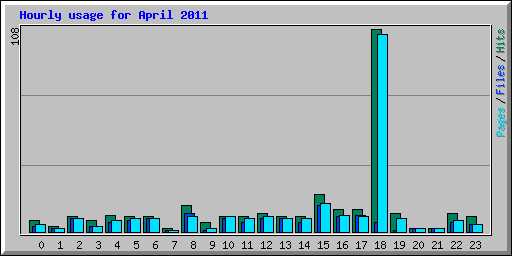 Hourly usage for April 2011
108
Pages/Files/Hits
0 1 2 3 4 5 6 7 8 9 10 11 12 13 14 15 16 17 18 19 20 21 22 23